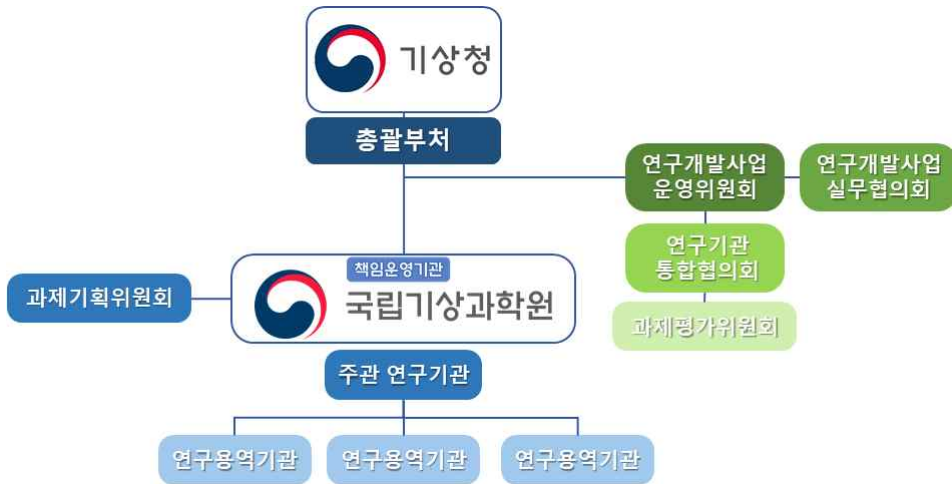 기상청
총괄부처
연구개발사업
운영위원회
연구개발사업
실무협의회
연구기관
통합협의회
과제평가위원회
과제기획위원회
책임운영기관
국립기상과학원
주관 연구기관
연구용역기관
연구용역기관
연구용역기관